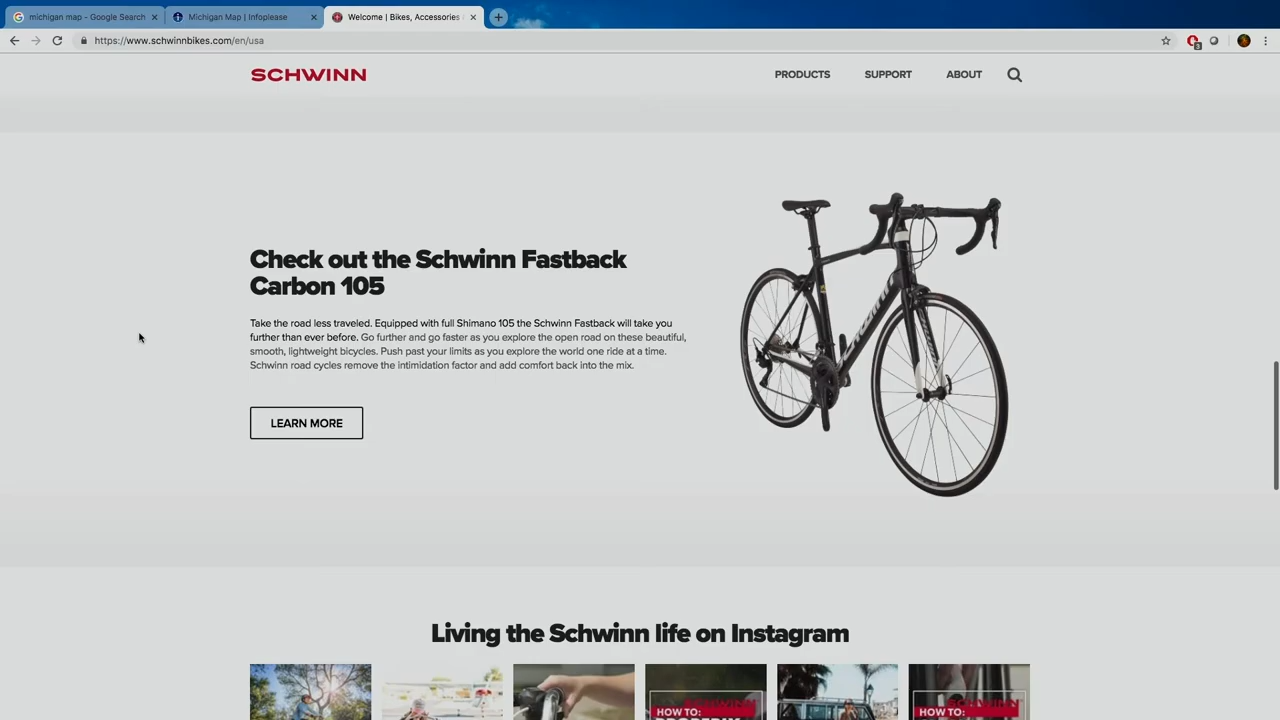 michigan map - Google Search
Michigan Map | Infoplease
Welcome | Bikes, Accessories
https://www.schwinnbikes.com/en/usa
3
SCHWINN
PRODUCTS
SUPPORT
ABOUT
Check out the Schwinn Fastback
Carbon 105
Take the road less traveled. Equipped with full Shimano 105 the Schwinn Fastback will take you
further than ever before. Go further and go faster as you explore the open road on these beautiful,
smooth, lightweight bicycles. Push past your limits as you explore the world one ride at a time.
Schwinn road cycles remove the intimidation factor and add comfort back into the mix.
LEARN MORE
SCHWINN
Living the Schwinn life on Instagram
SCHWINN
HOW TO:
SCHWINN
HOW TO: